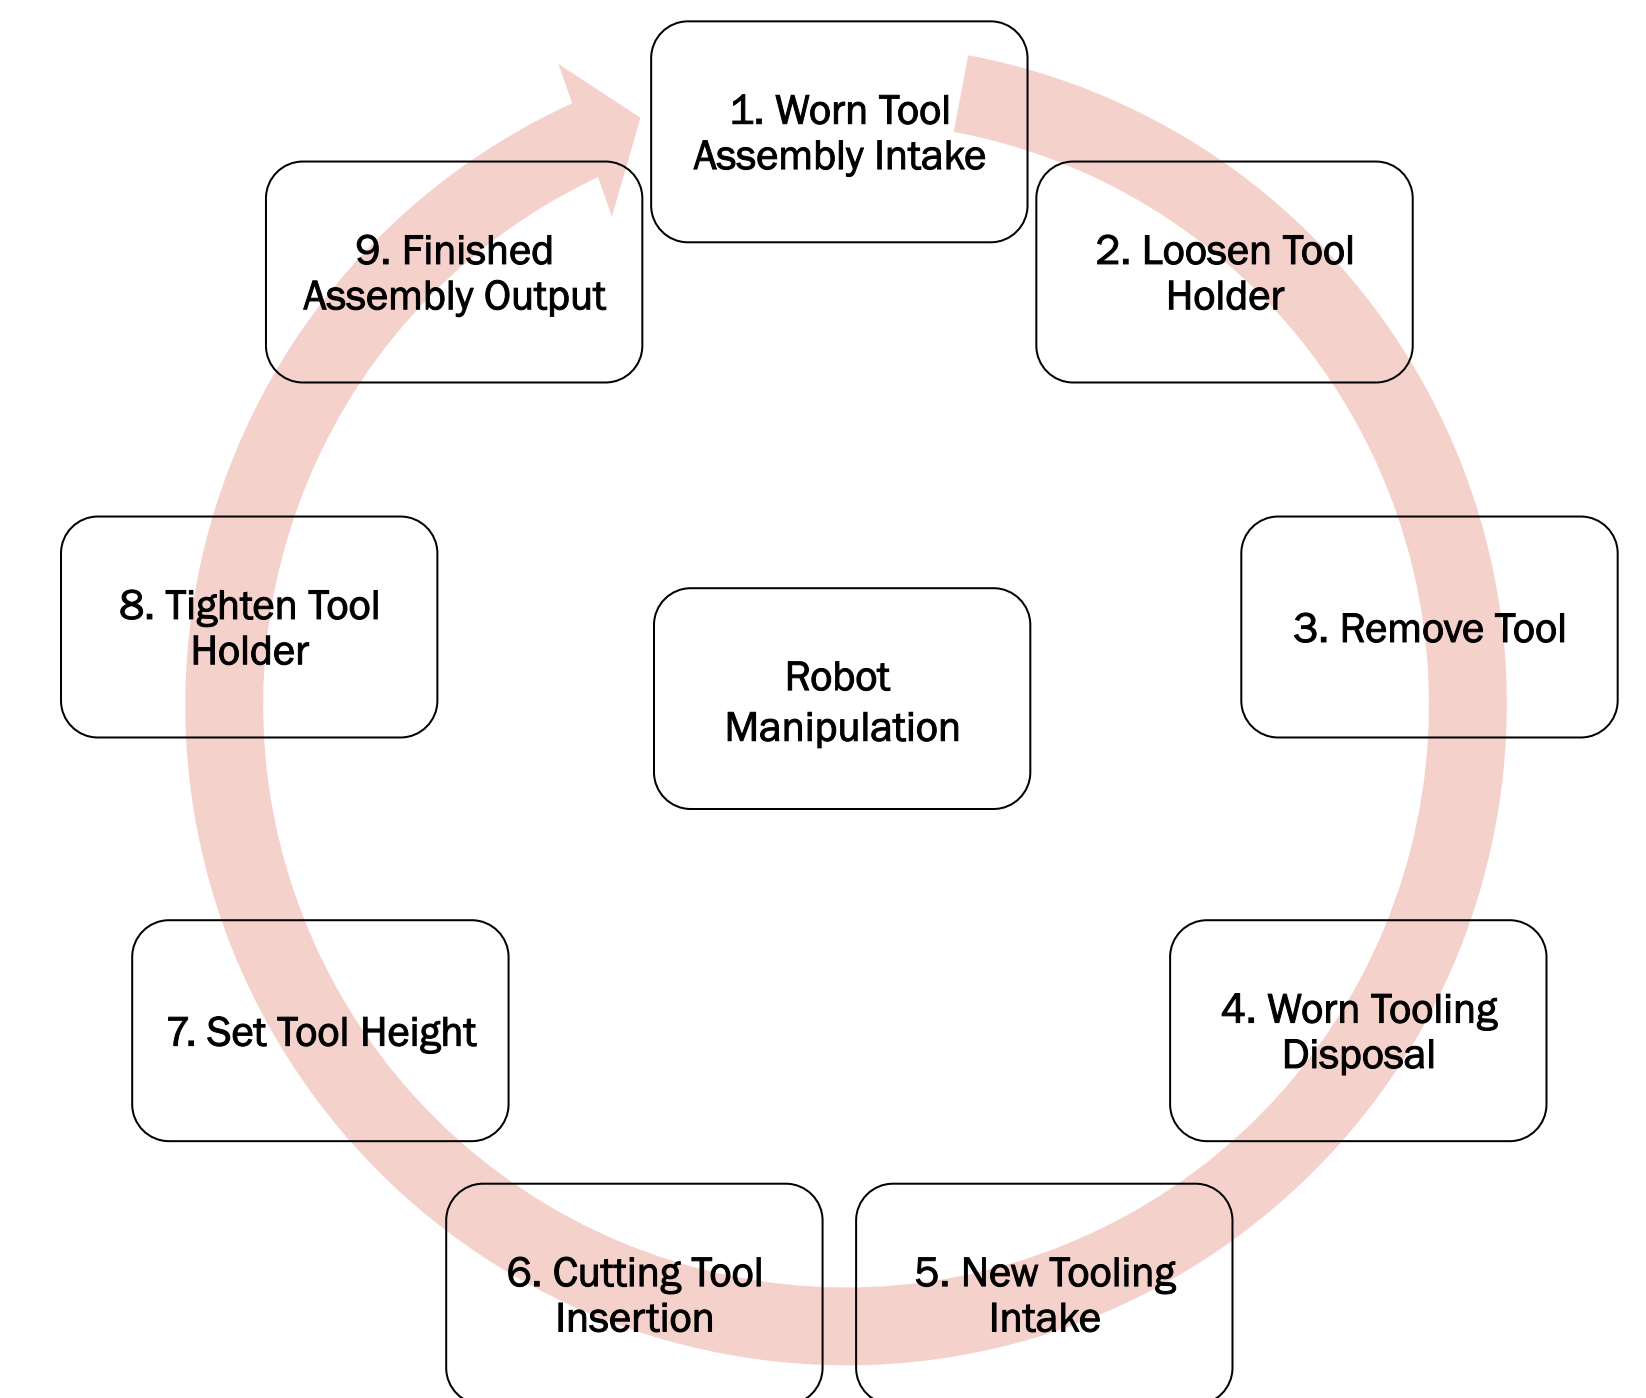 1. Worn Tool
Assembly Intake
2. Loosen Tool
Holder
3. Remove Tool
4. Worn Tooling
Disposal
5. New Tooling
Intake
6. Cutting Tool
Insertion
7. Set Tool Height
8. Tighten Tool
Holder
9. Finished
Assembly Output
Robot
Manipulation